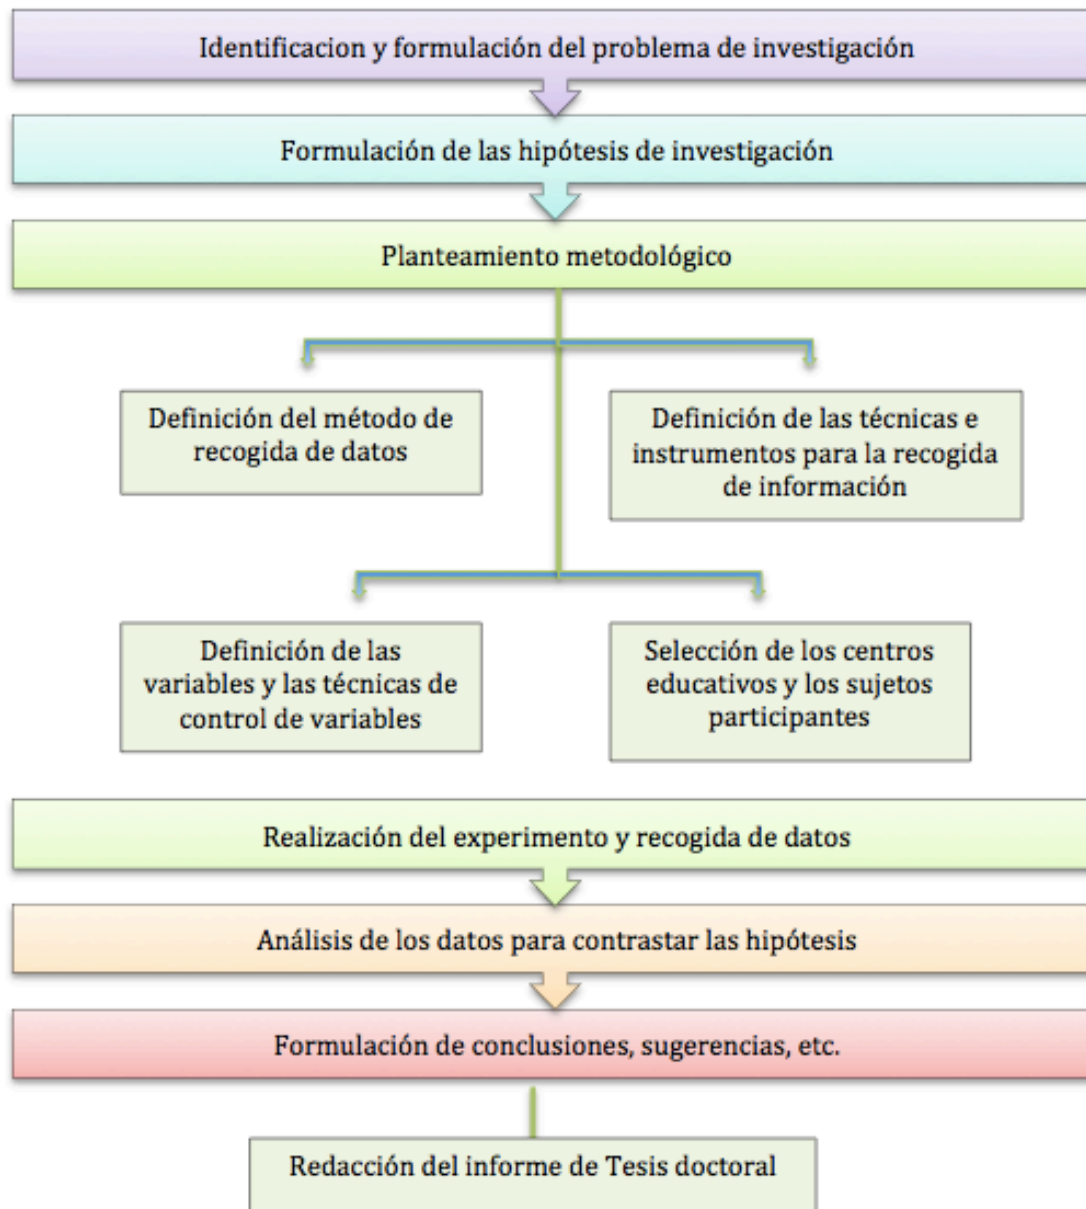 Identificacion y formulación del problema de investigación
Formulación de las hipótesis de investigación
Planteamiento metodológico
Definición del método de
recogida de datos
Definición de las técnicas e
instrumentos para la recogida
de información
Definición de las
variables y las técnicas de
control de variables
Selección de los centros
educativos y los sujetos
participantes
Realización del experimento y recogida de datos
Análisis de los datos para contrastar las hipótesis
Formulación de conclusiones, sugerencias, etc.
Redacción del informe de Tesis doctoral